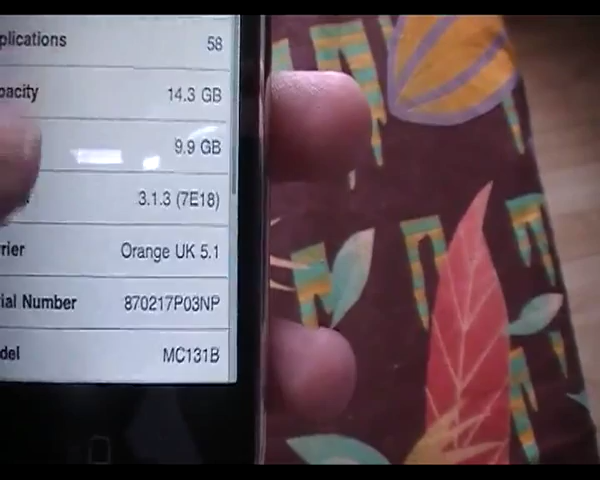 plications 58
pacity 14.3 GB
9.9 GB
3.1.3 (7E18)
rier Orange UK 5.1
ial Number 870217P03NP
del MC131B